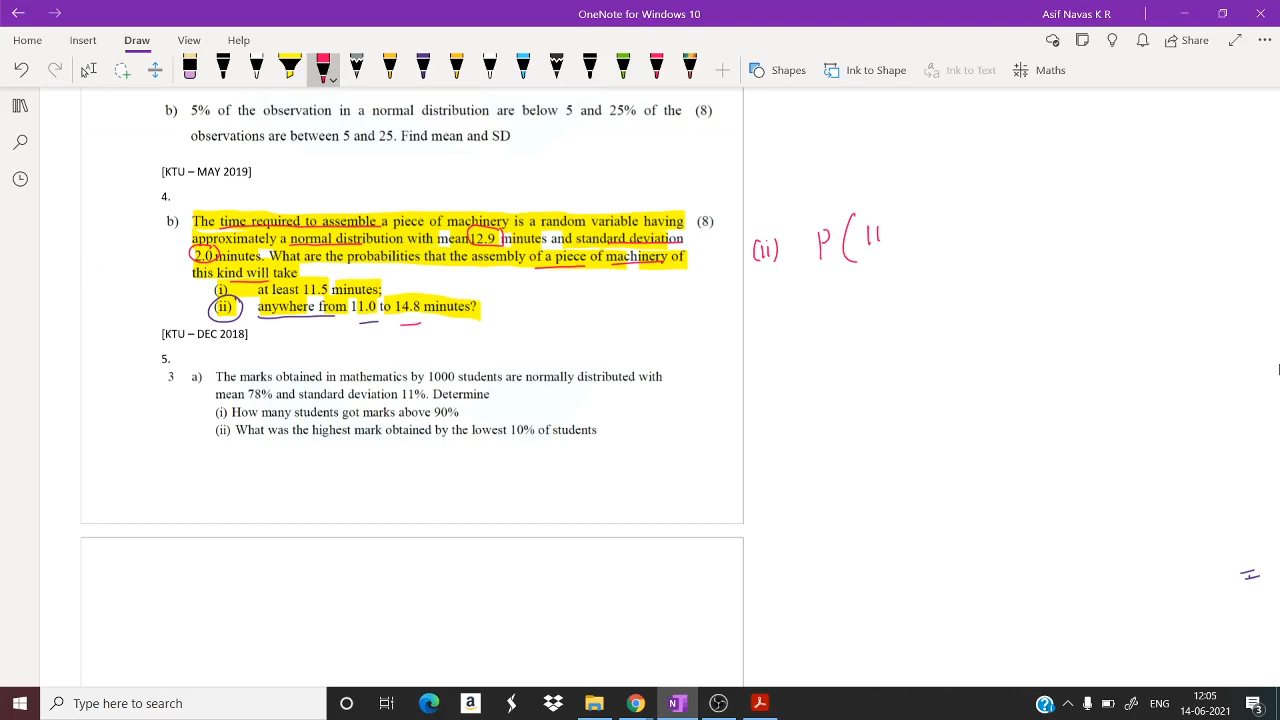 OneNote for Windows 10
Asif Navas K R
Home Insert Draw View Help
Share
Shapes Ink to Shape Ink to Text Maths
b) 5% of the observation in a normal distribution are below 5 and 25% of the (8)
observations are between 5 and 25. Find mean and SD
[KTU – MAY 2019]
4.
b) The time required to assemble a piece of machinery is a random variable having (8)
approximately a normal distribution with mean 12.9 minutes and standard deviation
2.0 minutes. What are the probabilities that the assembly of a piece of machinery of
this kind will take
(i) at least 11.5 minutes;
(ii) anywhere from 11.0 to 14.8 minutes?
(ii) P( 11
[KTU – DEC 2018]
5.
3 a) The marks obtained in mathematics by 1000 students are normally distributed with
mean 78% and standard deviation 11%. Determine
(i) How many students got marks above 90%
(ii) What was the highest mark obtained by the lowest 10% of students
=
Type here to search
ENG
12:05
14-06-2021
3